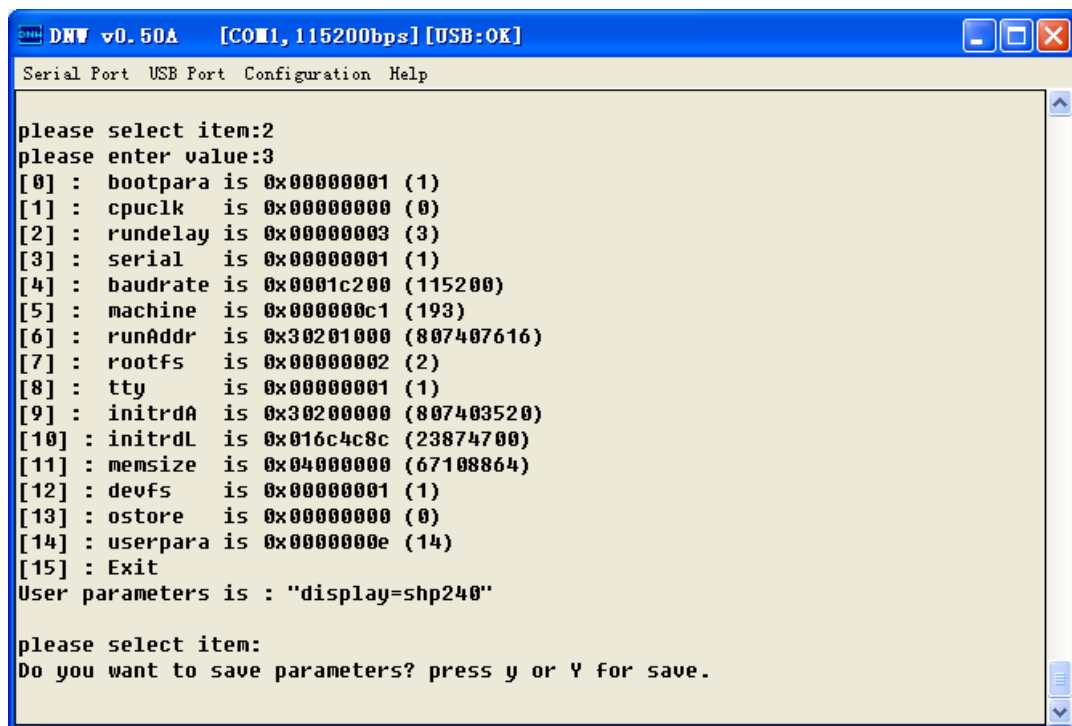 DNW v0.50A [COM1,115200bps][USB:OK]
Serial Port USB Port Configuration Help
please select item:2
please enter value:3
[0] : bootpara is 0x00000001 (1)
[1] : cpuclk is 0x00000000 (0)
[2] : rundelay is 0x00000003 (3)
[3] : serial is 0x00000001 (1)
[4] : baudrate is 0x0001c200 (115200)
[5] : machine is 0x000000c1 (193)
[6] : runAddr is 0x30201000 (807407616)
[7] : rootfs is 0x00000002 (2)
[8] : tty is 0x00000001 (1)
[9] : initrdA is 0x30200000 (807403520)
[10] : initrdL is 0x016c4c8c (23874700)
[11] : memsize is 0x04000000 (67108864)
[12] : devfs is 0x00000001 (1)
[13] : ostore is 0x00000000 (0)
[14] : userpara is 0x0000000e (14)
[15] : Exit
User parameters is : "display=shp240"
please select item:
Do you want to save parameters? press y or Y for save.